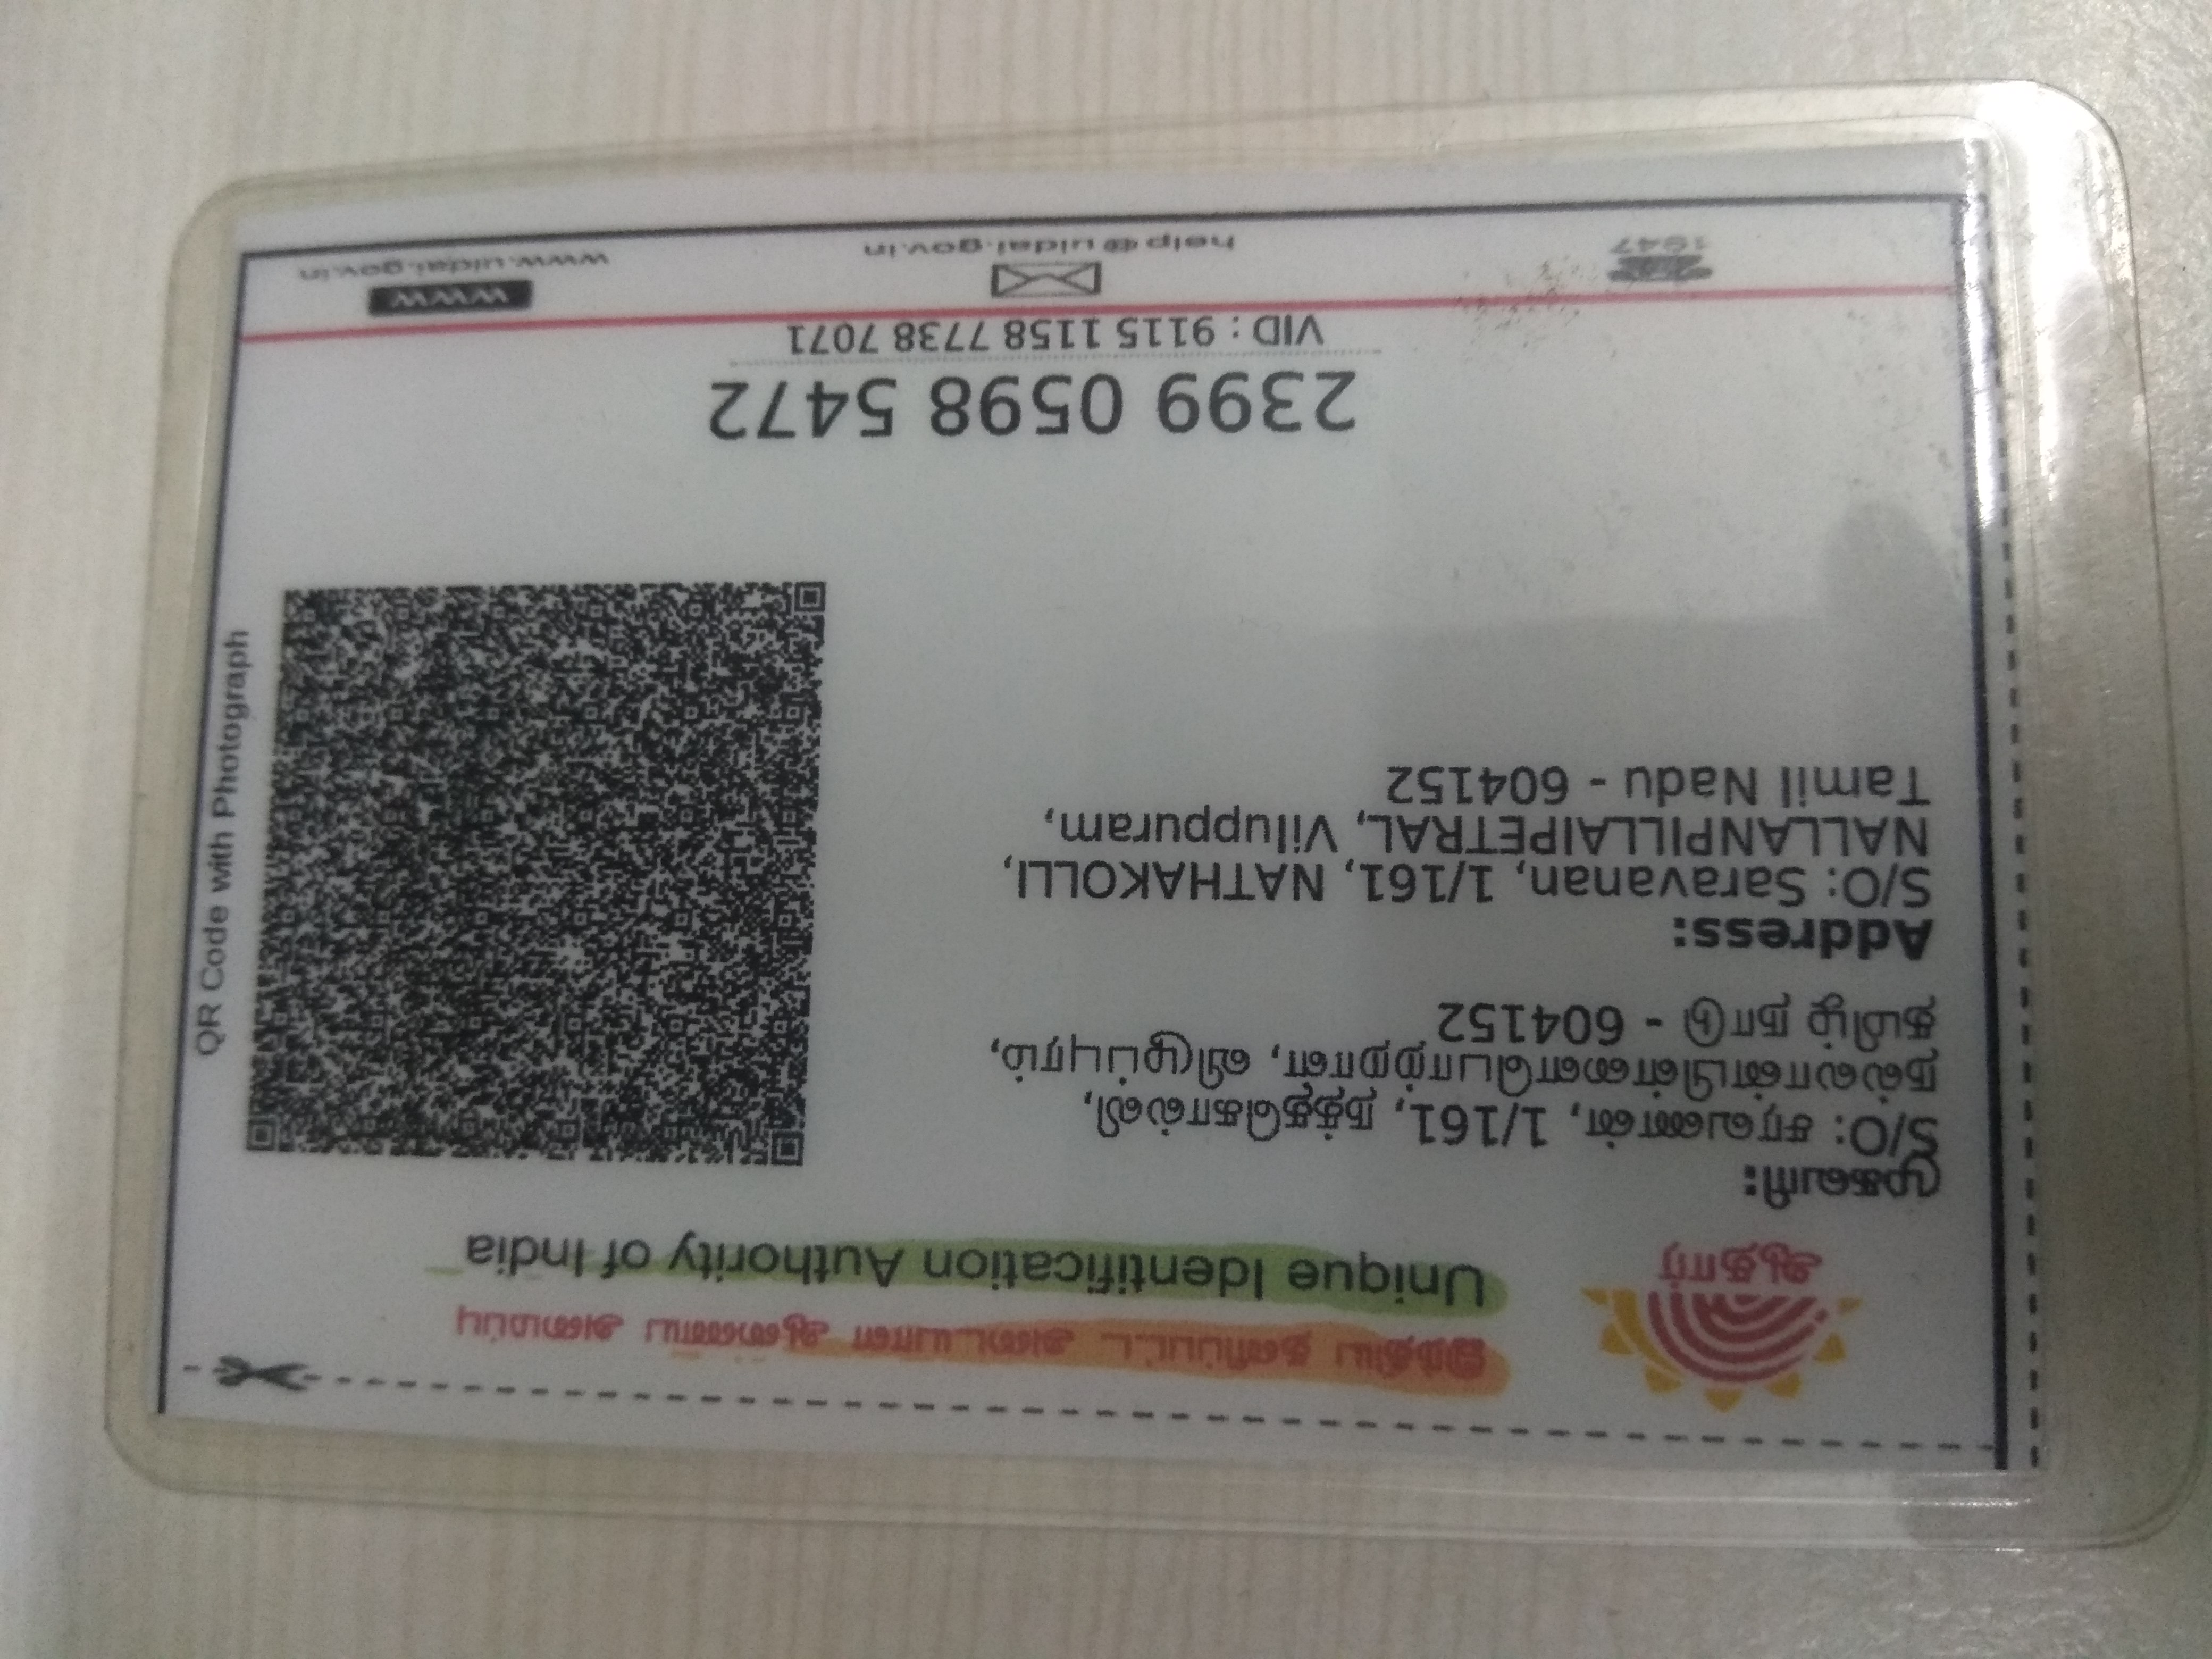 இந்திய தனிப்பட்ட அடையாள ஆணைய அமைப்பு
Unique Identification Authority of India
ஆதார்
முகவரி:
S/O: சரவணன், 1/161, நத்தகொல்லி,
நல்லான்பிள்ளைபெற்றாள், விழுப்புரம்,
தமிழ் நாடு - 604152
Address:
S/O: Saravanan, 1/161, NATHAKOLLI,
NALLANPILLAIPETRAL, Viluppuram,
Tamil Nadu - 604152
QR Code with Photograph
2399 0598 5472
VID : 9115 1158 7738 7071
1947
help@uidai.gov.in
www
www.uidai.gov.in